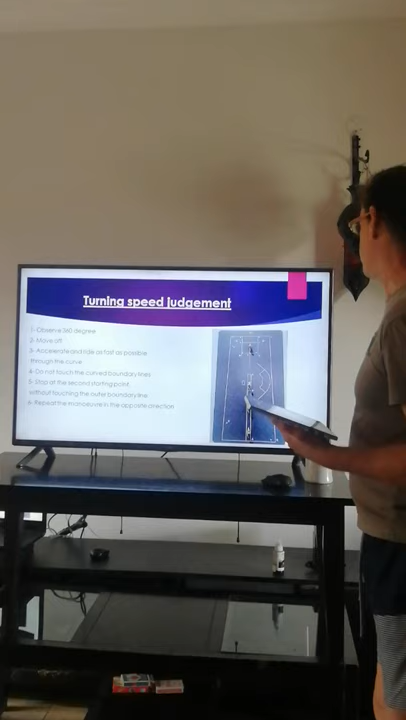 Turning speed judgement
1- Observe 360 degree
2- Move off
3- Accelerate and ride as fast as possible
through the curve
4- Do not touch the curved boundary lines
5- Stop at the second starting point,
without touching the outer boundary line
6- Repeat the manoeuvre in the opposite direction